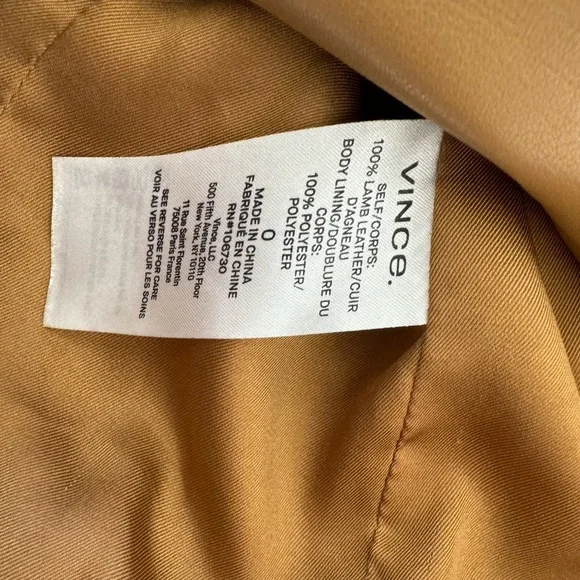 VINCE.
SELF/CORPS:
100% LAMB LEATHER/CUIR
D'AGNEAU
BODY LINING/DOUBLURE DU
CORPS:
100% POLYESTER/
POLYESTER
0
MADE IN CHINA
FABRIQUÉ EN CHINE
RN#106730
Vince, LLC
500 Fifth Avenue, 20th Floor
New York, NY 10110
11 Rue Saint Florentin
75008 Paris France
SEE REVERSE FOR CARE
VOIR AU VERSO POUR LES SOINS